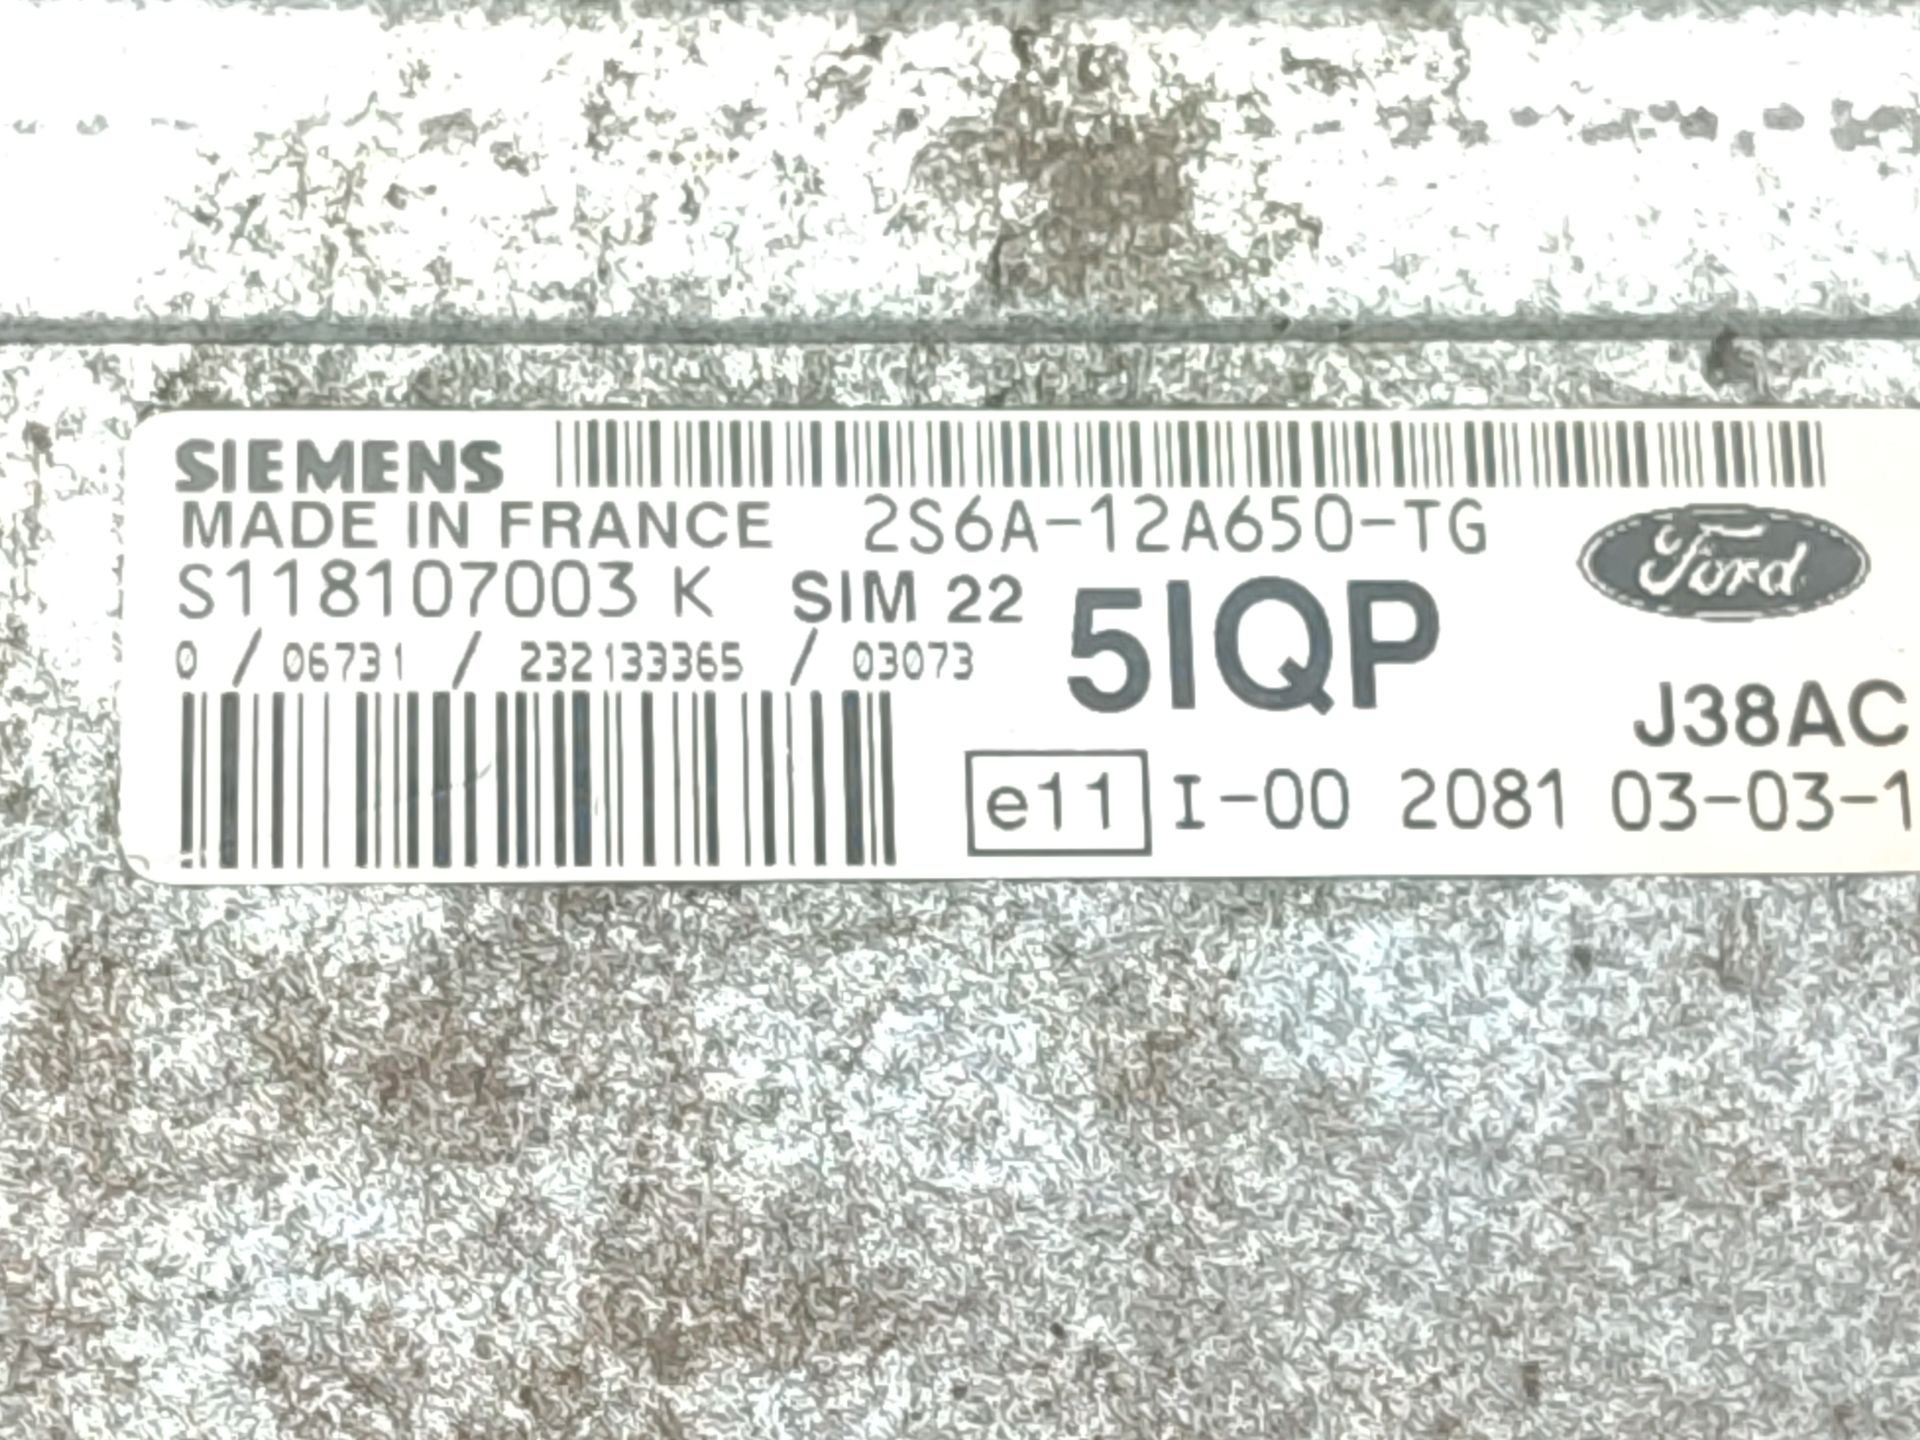 SIEMENS
MADE IN FRANCE 2S6A-12A650-TG
Ford
S118107003 K SIM 22 5IQP
0 / 06731 / 232133365 / 03073
J38AC
e11 I-00 2081 03-03-1